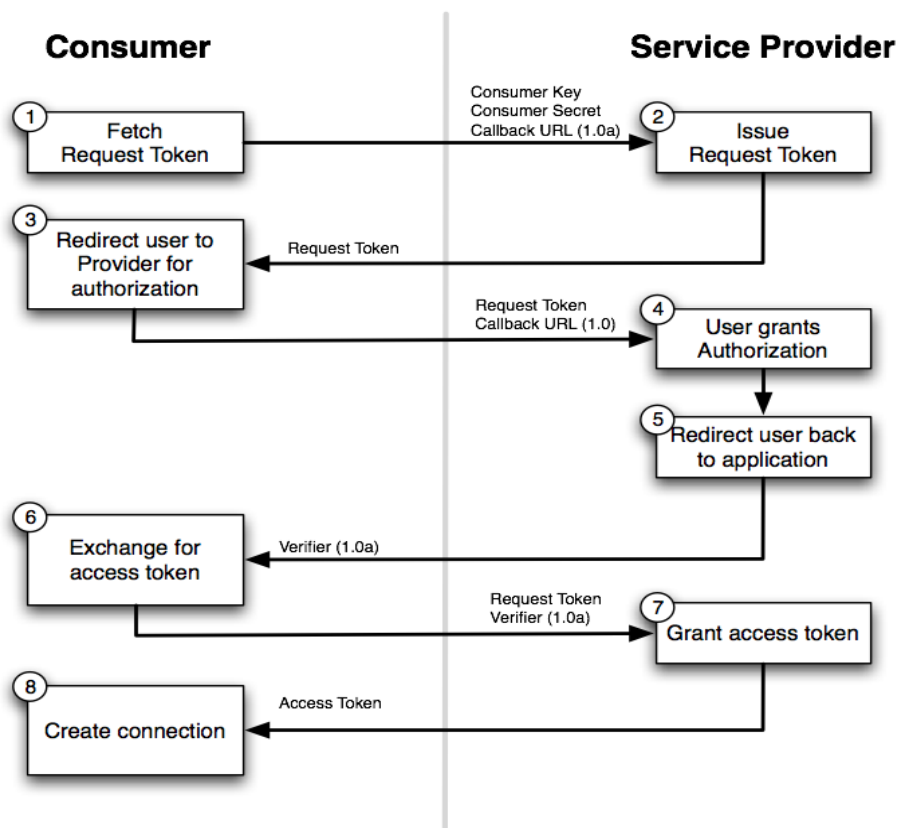 Consumer
Service Provider
Consumer Key
Consumer Secret
Callback URL (1.0a)
1
Fetch
Request Token
2
Issue
Request Token
3
Redirect user to
Provider for
authorization
Request Token
Request Token
Callback URL (1.0)
4
User grants
Authorization
5
Redirect user back
to application
6
Exchange for
access token
Verifier (1.0a)
Request Token
Verifier (1.0a)
7
Grant access token
8
Create connection
Access Token